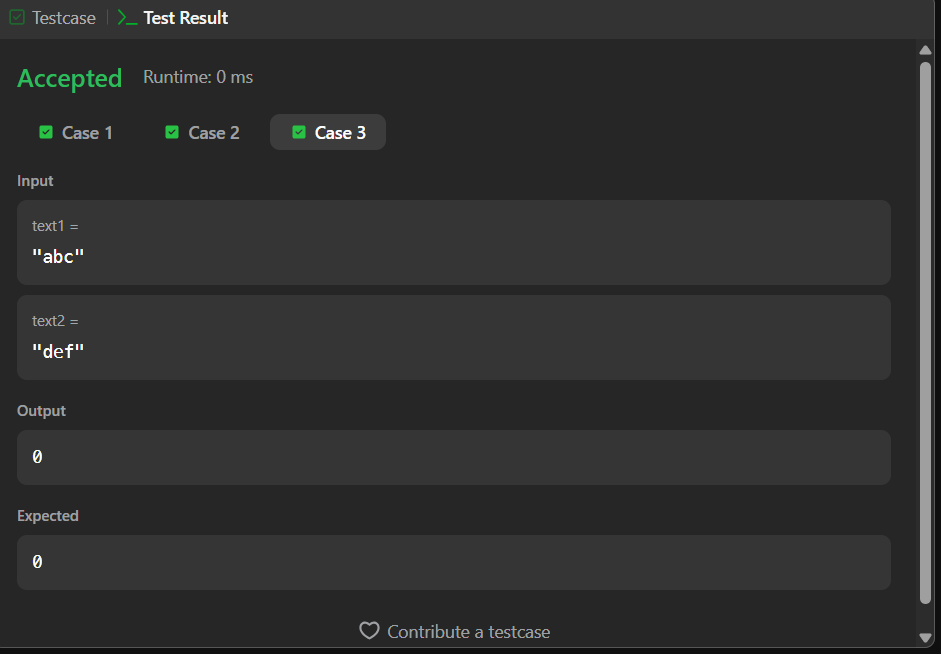 Testcase
Test Result
Accepted Runtime: 0 ms
Case 1 Case 2 Case 3
Input
text1 =
"abc"
text2 =
"def"
Output
0
Expected
0
Contribute a testcase